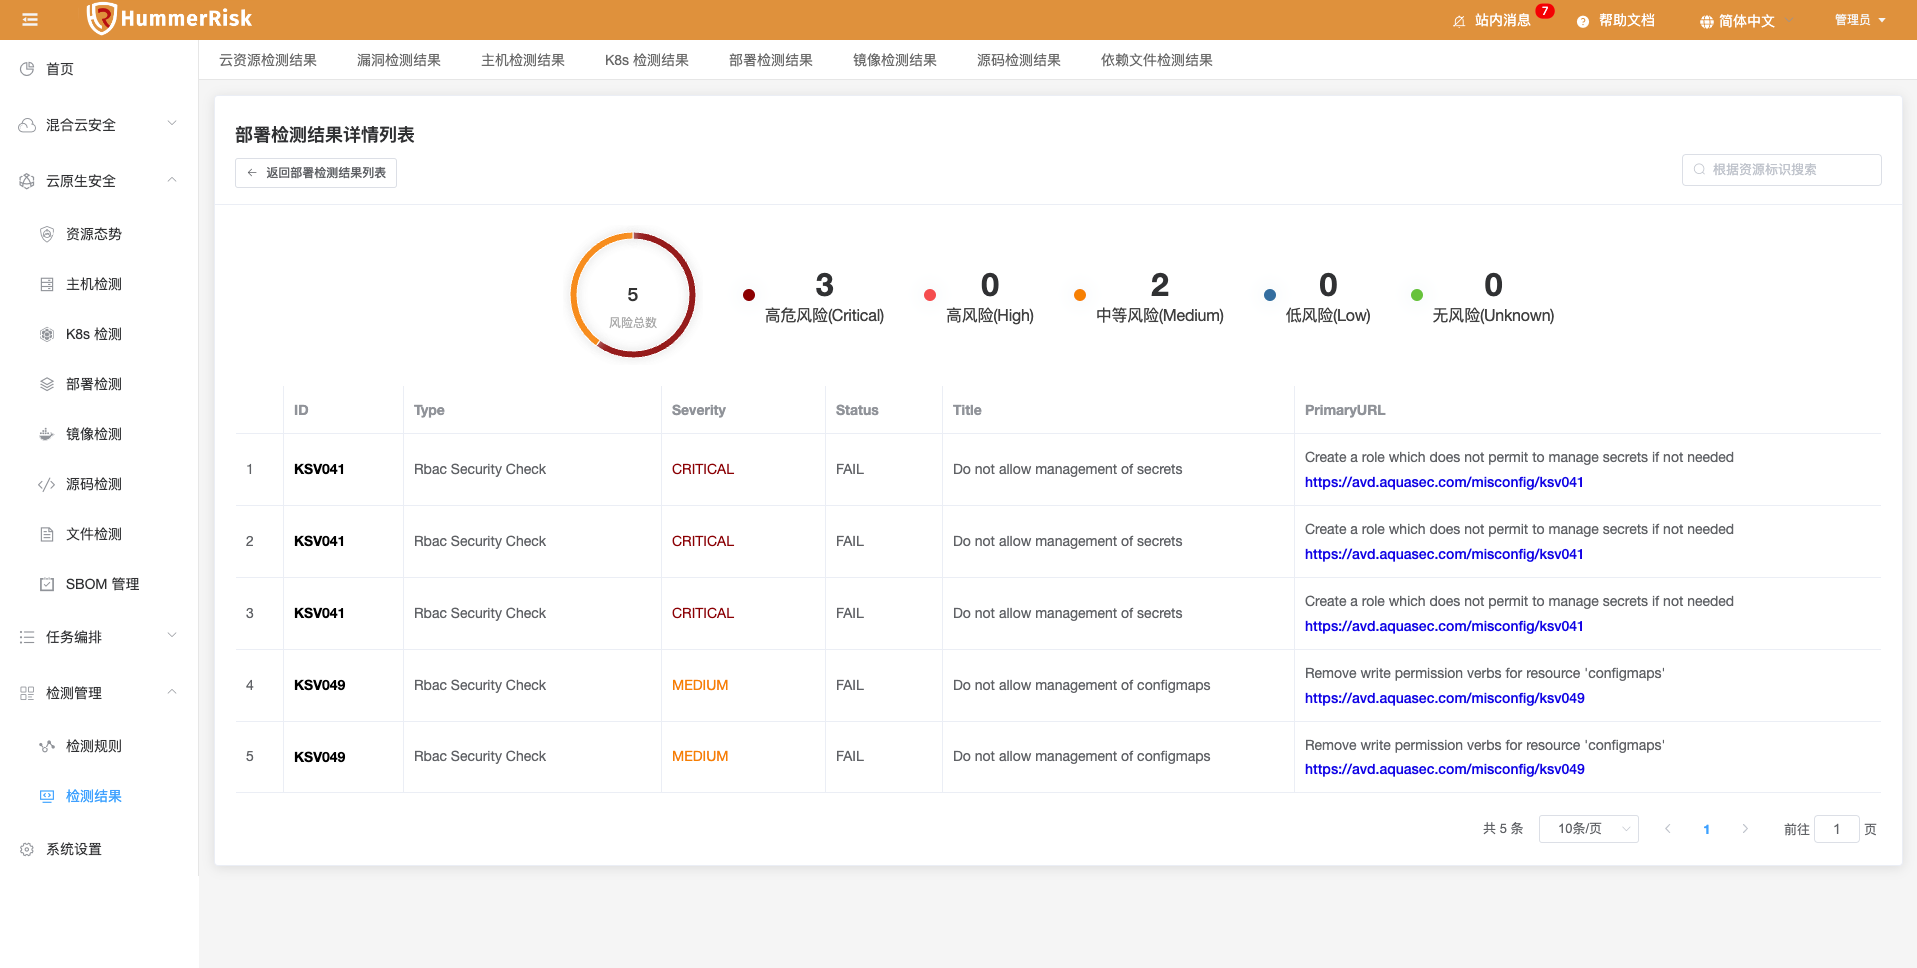 HummerRisk
站内消息 7 帮助文档 简体中文 管理员
首页
混合云安全
云原生安全
资源态势
主机检测
K8s 检测
部署检测
镜像检测
源码检测
文件检测
SBOM 管理
任务编排
检测管理
检测规则
检测结果
系统设置
云资源检测结果 漏洞检测结果 主机检测结果 K8s 检测结果 部署检测结果 镜像检测结果 源码检测结果 依赖文件检测结果
部署检测结果详情列表
返回部署检测结果列表
根据资源标识搜索
5
风险总数
3
高危风险(Critical)
0
高风险(High)
2
中等风险(Medium)
0
低风险(Low)
0
无风险(Unknown)
ID Type Severity Status Title PrimaryURL
1 KSV041 Rbac Security Check CRITICAL FAIL Do not allow management of secrets Create a role which does not permit to manage secrets if not needed
https://avd.aquasec.com/misconfig/ksv041
2 KSV041 Rbac Security Check CRITICAL FAIL Do not allow management of secrets Create a role which does not permit to manage secrets if not needed
https://avd.aquasec.com/misconfig/ksv041
3 KSV041 Rbac Security Check CRITICAL FAIL Do not allow management of secrets Create a role which does not permit to manage secrets if not needed
https://avd.aquasec.com/misconfig/ksv041
4 KSV049 Rbac Security Check MEDIUM FAIL Do not allow management of configmaps Remove write permission verbs for resource 'configmaps'
https://avd.aquasec.com/misconfig/ksv049
5 KSV049 Rbac Security Check MEDIUM FAIL Do not allow management of configmaps Remove write permission verbs for resource 'configmaps'
https://avd.aquasec.com/misconfig/ksv049
共 5 条 10条/页 1 前往 1 页